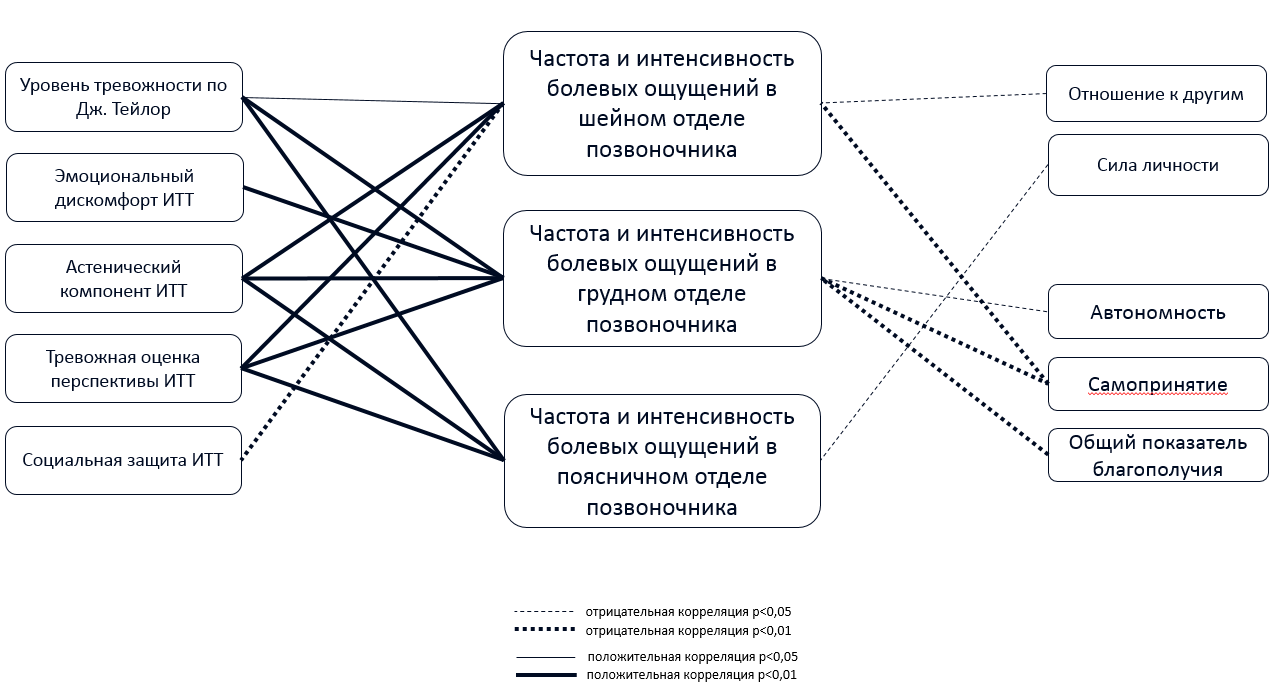 Уровень тревожности по
Дж. Тейлор
Эмоциональный
дискомфорт ИТТ
Астенический
компонент ИТТ
Тревожная оценка
перспективы ИТТ
Социальная защита ИТТ
Частота и интенсивность
болевых ощущений в
шейном отделе
позвоночника
Частота и интенсивность
болевых ощущений в
грудном отделе
позвоночника
Частота и интенсивность
болевых ощущений в
поясничном отделе
позвоночника
Отношение к другим
Сила личности
Автономность
Самопринятие
Общий показатель
благополучия
отрицательная корреляция p<0,05
отрицательная корреляция p<0,01
положительная корреляция p<0,05
положительная корреляция p<0,01